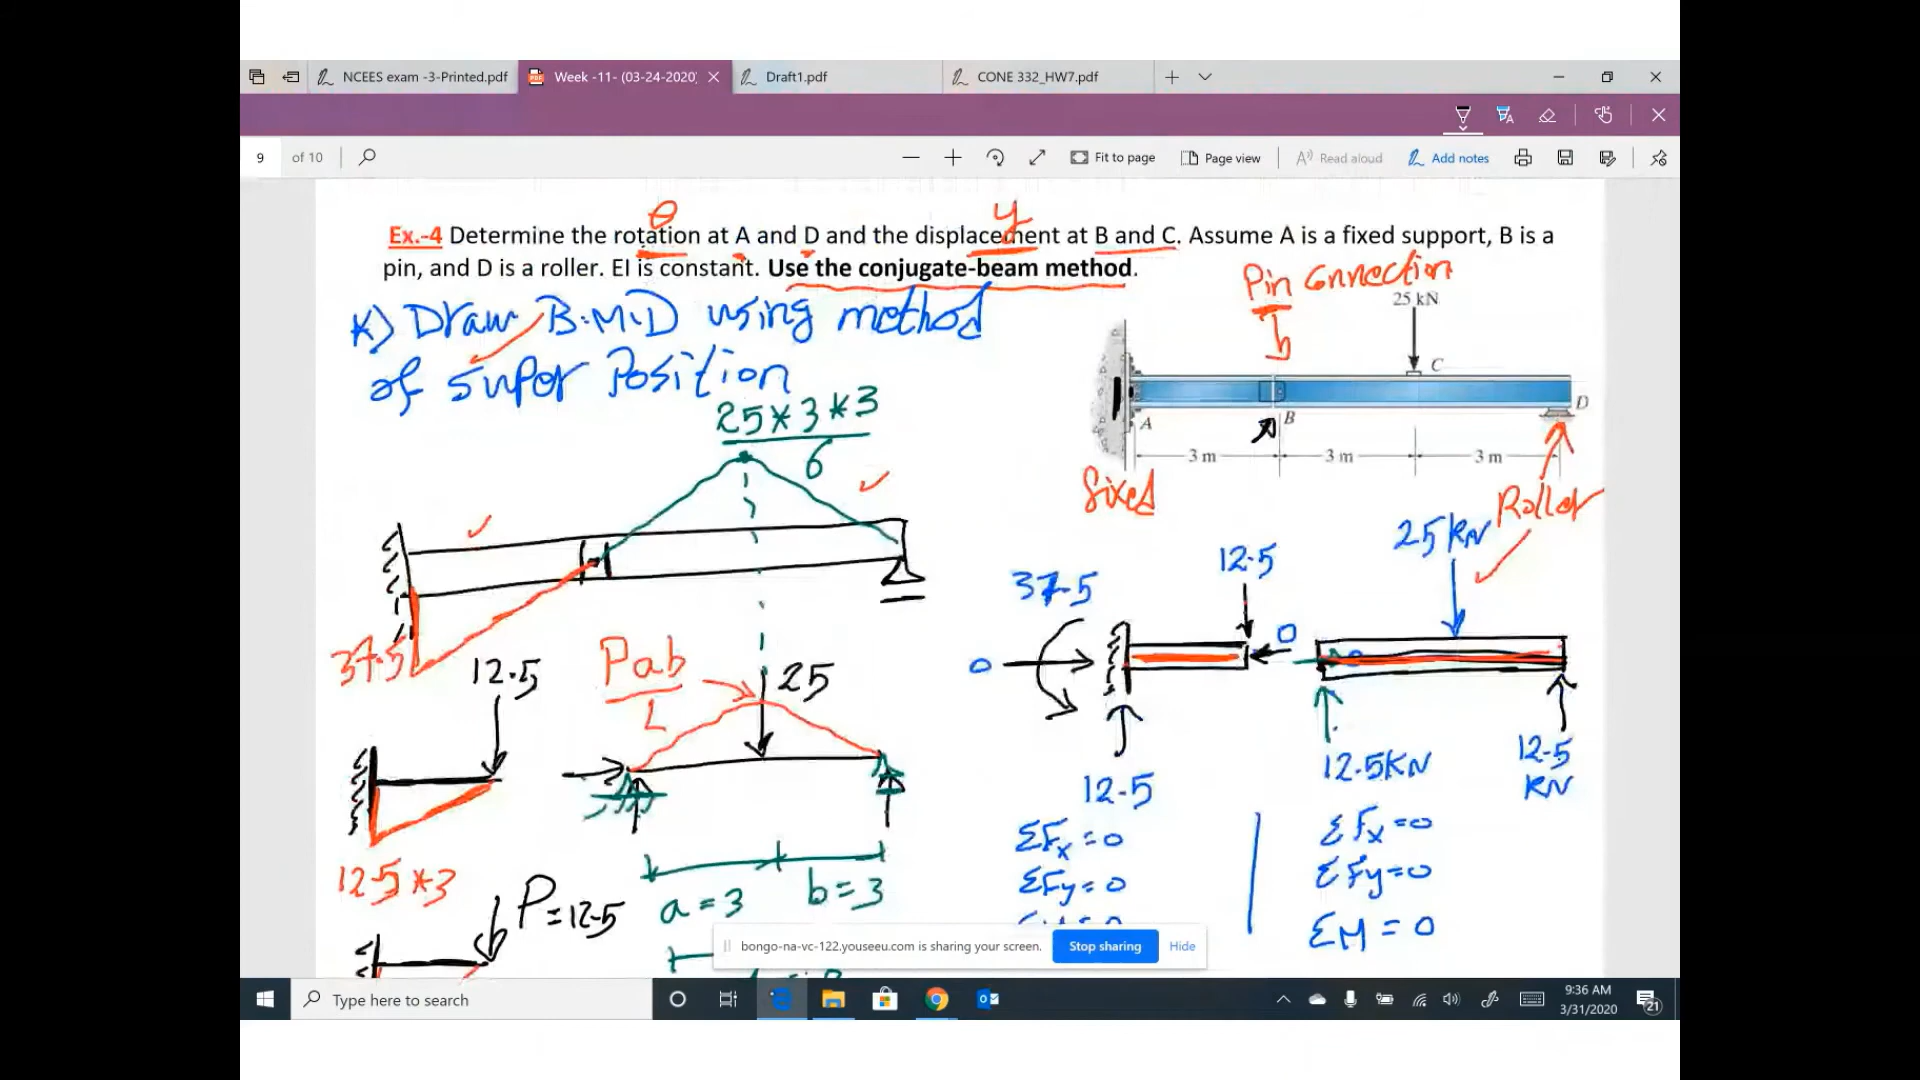 NCEES exam -3-Printed.pdf
Week -11- (03-24-2020)
Draft1.pdf
CONE 332_HW7.pdf
9 of 10
Fit to page
Page view
Read aloud
Add notes
θ
y
Ex.-4 Determine the rotation at A and D and the displacement at B and C. Assume A is a fixed support, B is a
pin, and D is a roller. EI is constant. Use the conjugate-beam method.
Pin Connection
b
25 kN
C
A
B
D
3 m
3 m
3 m
fixed
Roller
Draw B.M.D using method
of super Position
25*3*3
6
37.5
12.5
Pab
L
25
12.5*3
P=12.5
a=3
b=3
37.5
12.5
0
0
25KN
12.5
12.5KN
12.5
KN
ΣFx=0
ΣFy=0
ΣFx=0
ΣFy=0
ΣM=0
bongo-na-vc-122.youseeu.com is sharing your screen.
Stop sharing
Hide
Type here to search
9:36 AM
3/31/2020
21